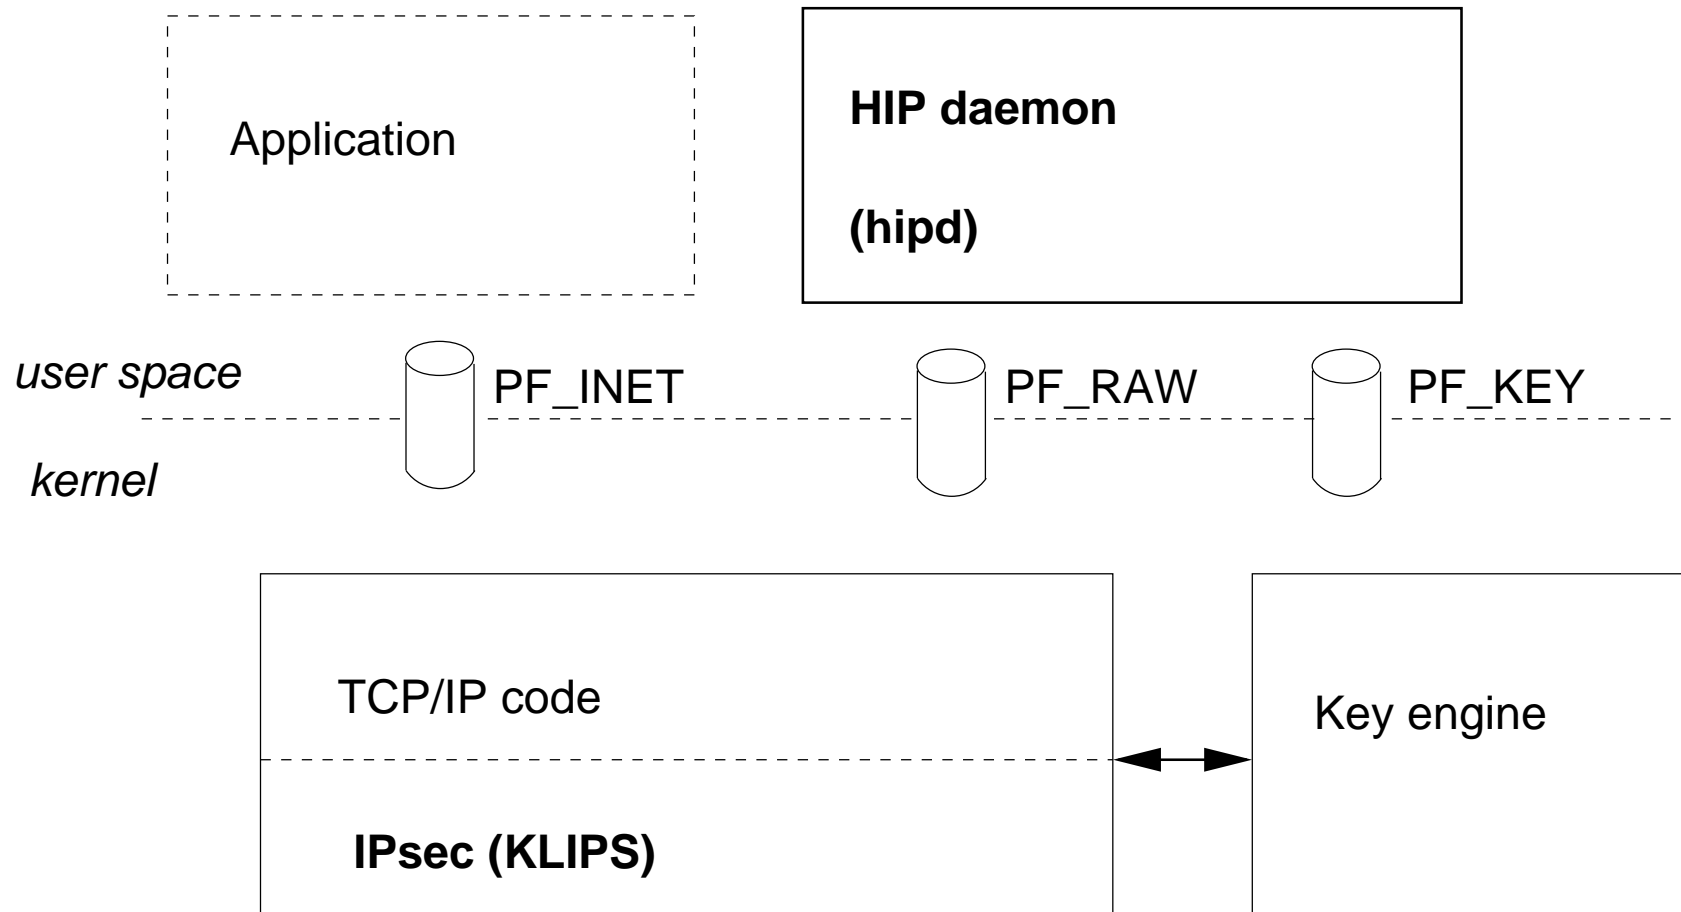 Application
HIP daemon
(hipd)
user space
PF_INET
PF_RAW
PF_KEY
kernel
TCP/IP code
Key engine
IPsec (KLIPS)